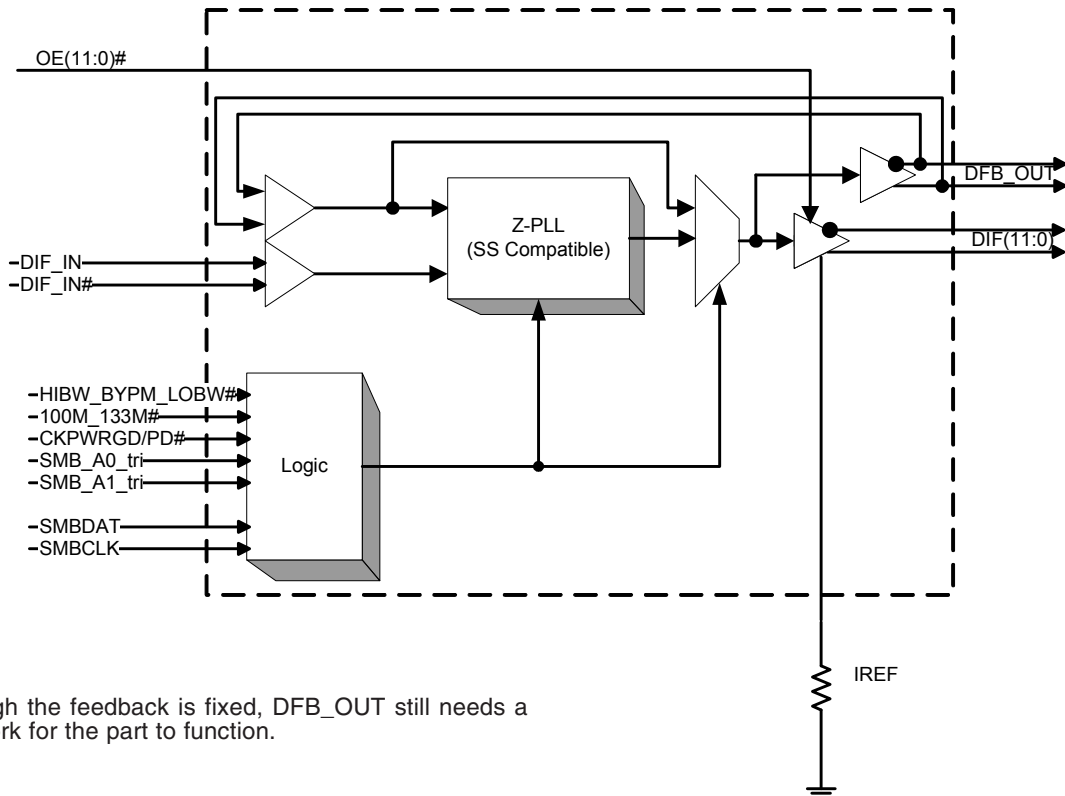 OE(11:0)#
DFB_OUT
Z-PLL
(SS Compatible)
DIF(11:0)
DIF_IN
DIF_IN#
HIBW_BYPM_LOBW#
100M_133M#
CKPWRGD/PD#
SMB_A0_tri
SMB_A1_tri
Logic
SMBDAT
SMBCLK
IREF
gh the feedback is fixed, DFB_OUT still needs a
rk for the part to function.